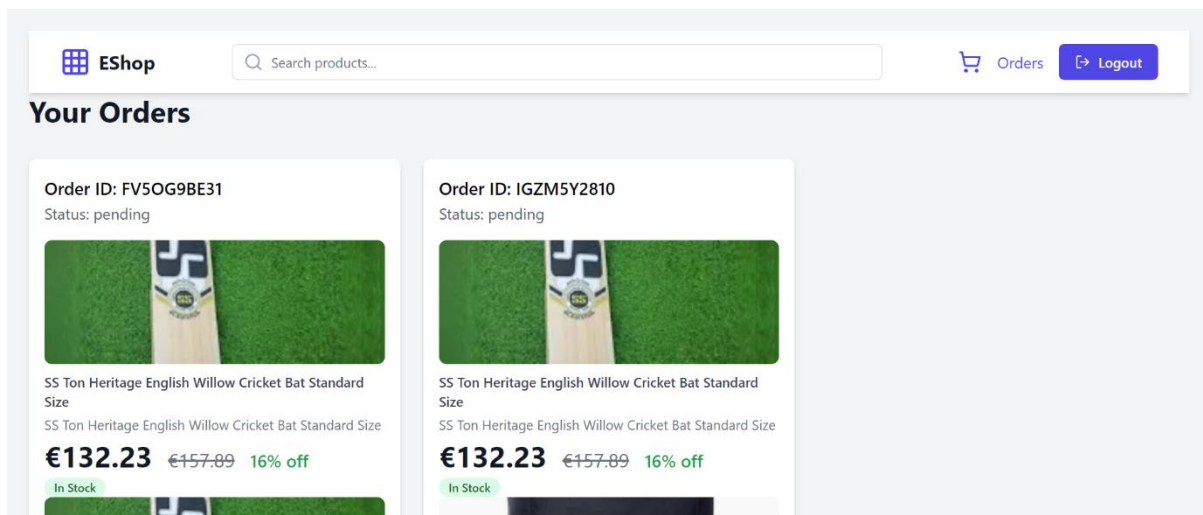 EShop
Search products...
Orders
Logout
Your Orders
Order ID: FV5OG9BE31
Status: pending
SS Ton Heritage English Willow Cricket Bat Standard
Size
SS Ton Heritage English Willow Cricket Bat Standard Size
€132.23 €157.89 16% off
In Stock
Order ID: IGZM5Y2810
Status: pending
SS Ton Heritage English Willow Cricket Bat Standard
Size
SS Ton Heritage English Willow Cricket Bat Standard Size
€132.23 €157.89 16% off
In Stock